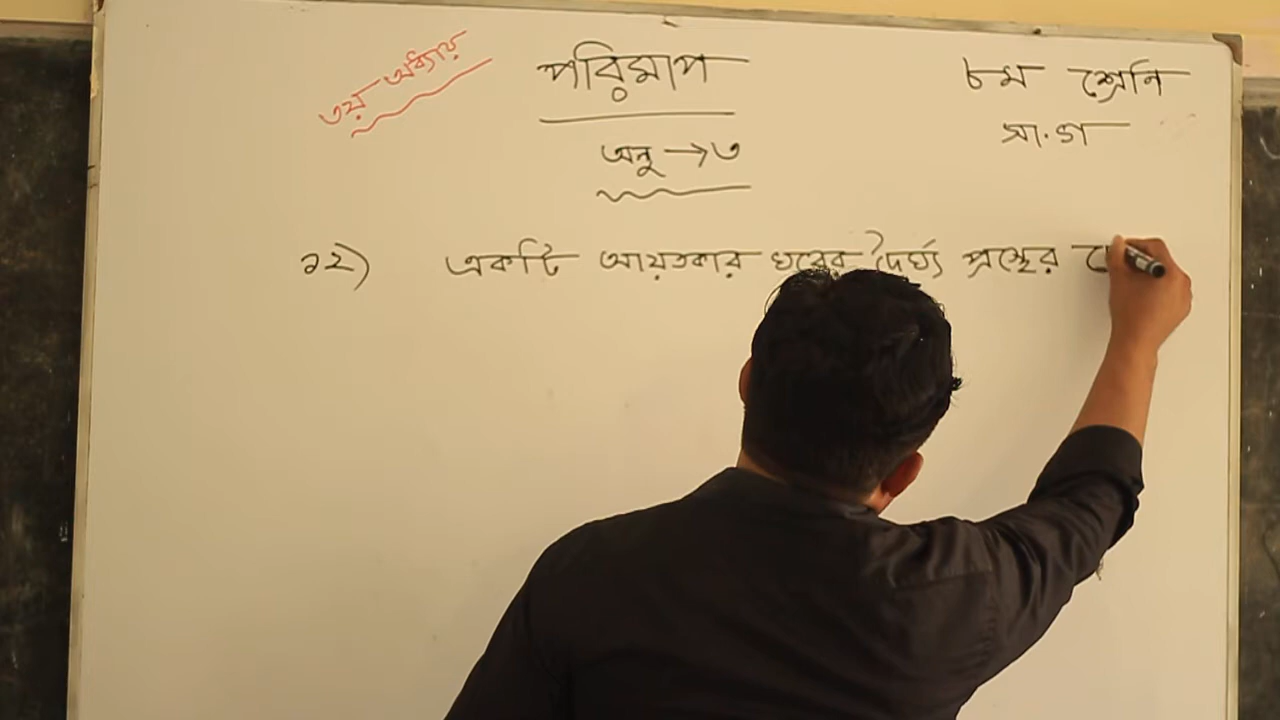 ৩য় অধ্যায়
পরিমাপ
৮ম শ্রেনি
সা.গ
অনু → ৩
১২) একটি আয়তকার ঘরের দৈর্ঘ্য প্রস্থের